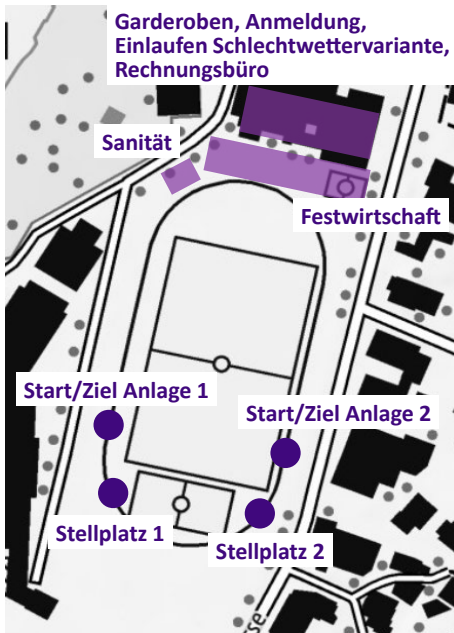 Garderoben, Anmeldung,
Einlaufen Schlechtwettervariante,
Rechnungsbüro
Sanität
Festwirtschaft
Start/Ziel Anlage 1
Start/Ziel Anlage 2
Stellplatz 1
Stellplatz 2